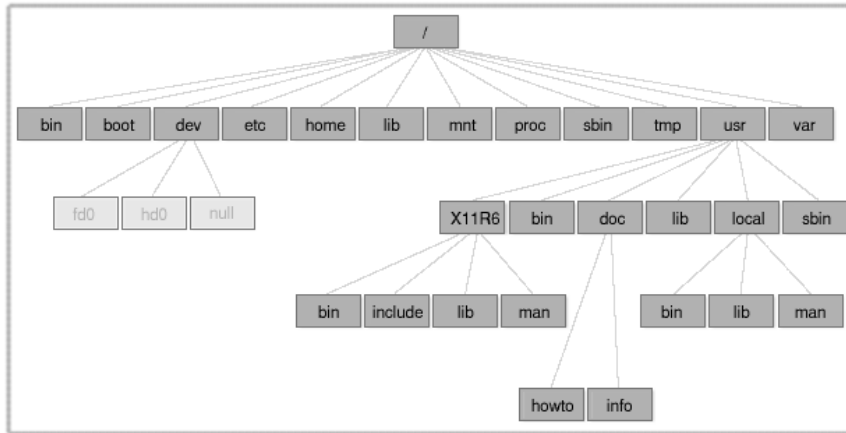 /
bin boot dev etc home lib mnt proc sbin tmp usr var
fd0 hd0 null
X11R6 bin doc lib local sbin
bin include lib man bin lib man
howto info